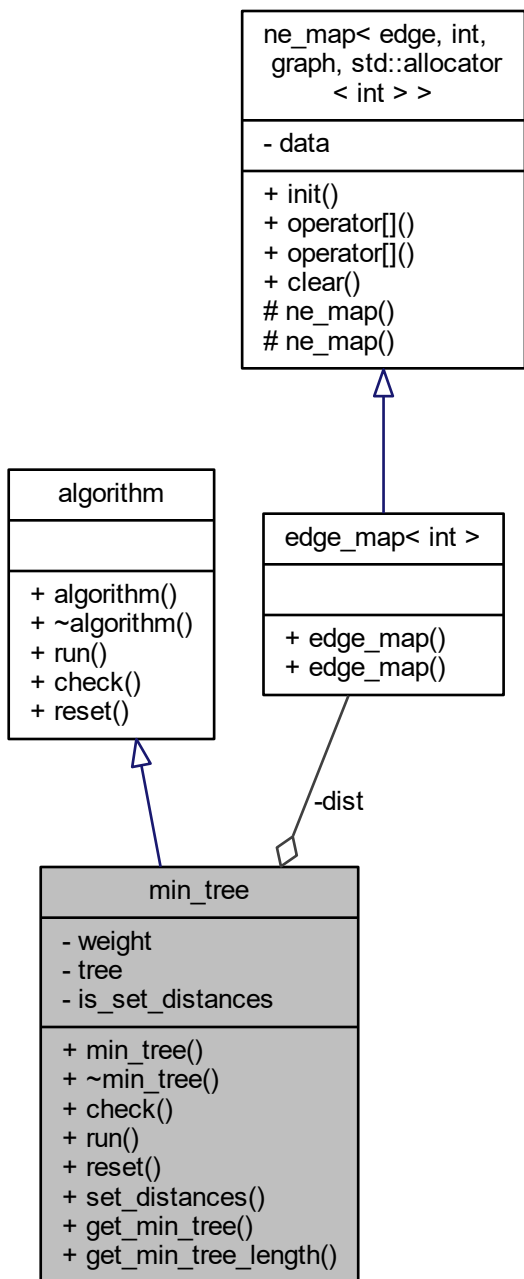 ne_map< edge, int,
graph, std::allocator
< int > >
- data
+ init()
+ operator[]()
+ operator[]()
+ clear()
# ne_map()
# ne_map()
algorithm
+ algorithm()
+ ~algorithm()
+ run()
+ check()
+ reset()
edge_map< int >
+ edge_map()
+ edge_map()
-dist
min_tree
- weight
- tree
- is_set_distances
+ min_tree()
+ ~min_tree()
+ check()
+ run()
+ reset()
+ set_distances()
+ get_min_tree()
+ get_min_tree_length()